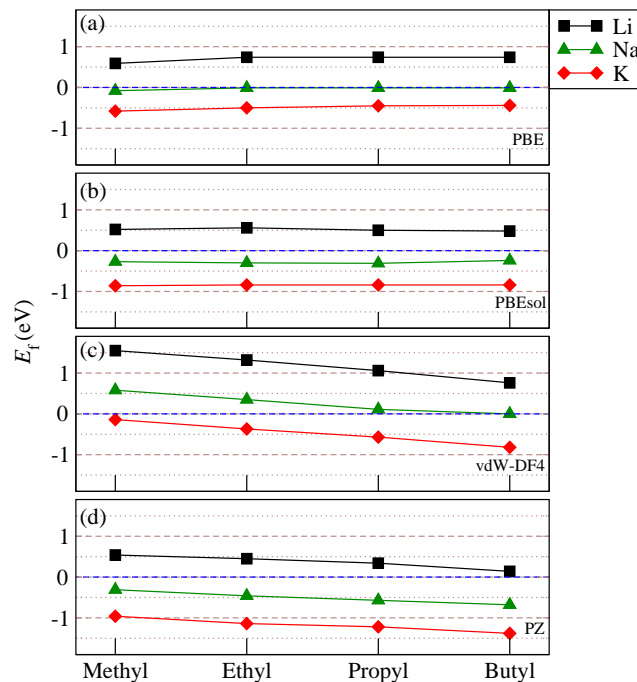 (a)
Li
Na
K
1
0
-1
PBE
(b)
1
0
-1
PBEsol
E_f (eV)
(c)
1
0
-1
vdW-DF4
(d)
1
0
-1
PZ
Methyl Ethyl Propyl Butyl